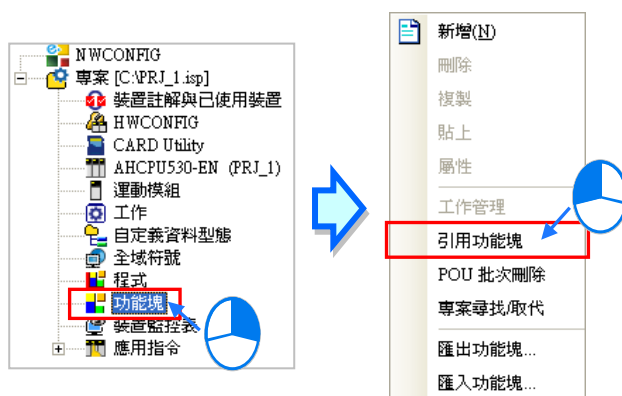 NWCONFIG
專案 [C:\PRJ_1.isp]
裝置註解與已使用裝置
HWCONFIG
CARD Utility
AHCPU530-EN (PRJ_1)
運動模組
工作
自定義資料型態
全域符號
程式
功能塊
裝置監控表
應用指令
新增(N)
刪除
複製
貼上
屬性
工作管理
引用功能塊
POU 批次刪除
專案尋找/取代
匯出功能塊...
匯入功能塊...